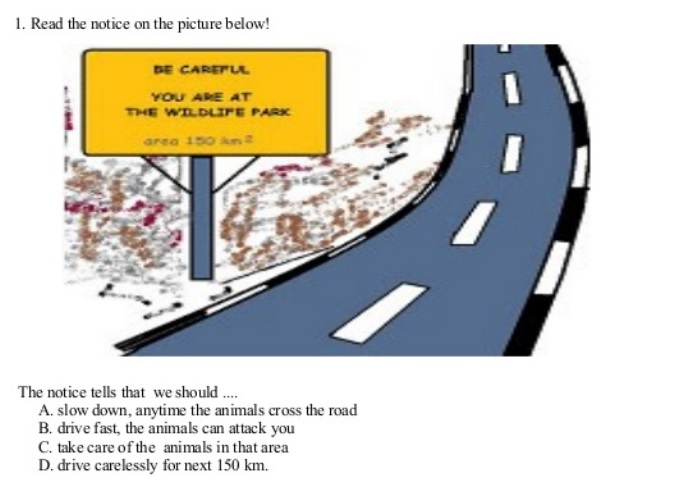 1. Read the notice on the picture below!
BE CAREFUL
YOU ARE AT
THE WILDLIFE PARK
area 150 km²
The notice tells that we should ....
A. slow down, anytime the animals cross the road
B. drive fast, the animals can attack you
C. take care of the animals in that area
D. drive carelessly for next 150 km.